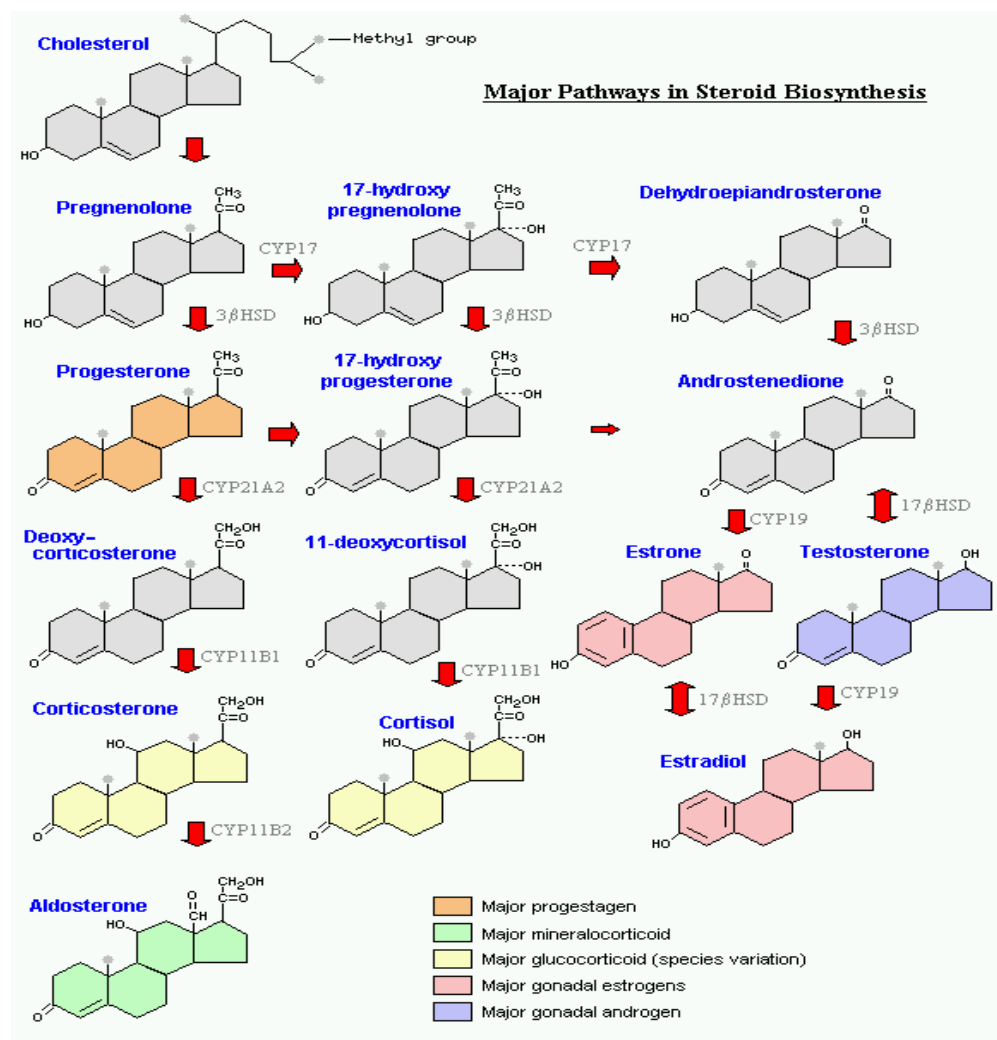 Cholesterol
Methyl group
Major Pathways in Steroid Biosynthesis
HO
Pregnenolone
CH3
C=O
HO
CYP17
17-hydroxy
pregnenolone
CH3
C=O
OH
HO
CYP17
Dehydroepiandrosterone
O
HO
3βHSD
3βHSD
3βHSD
Progesterone
CH3
C=O
O
17-hydroxy
progesterone
CH3
C=O
OH
O
Androstenedione
O
O
CYP21A2
CYP21A2
CYP19
17βHSD
Deoxy-
corticosterone
CH2OH
C=O
O
11-deoxycortisol
CH2OH
C=O
OH
O
Estrone
O
HO
Testosterone
OH
O
CYP11B1
CYP11B1
17βHSD
CYP19
Corticosterone
CH2OH
C=O
HO
O
Cortisol
CH2OH
C=O
HO
OH
O
Estradiol
OH
HO
CYP11B2
Aldosterone
O
CH
CH2OH
C=O
HO
O
Major progestagen
Major mineralocorticoid
Major glucocorticoid (species variation)
Major gonadal estrogens
Major gonadal androgen